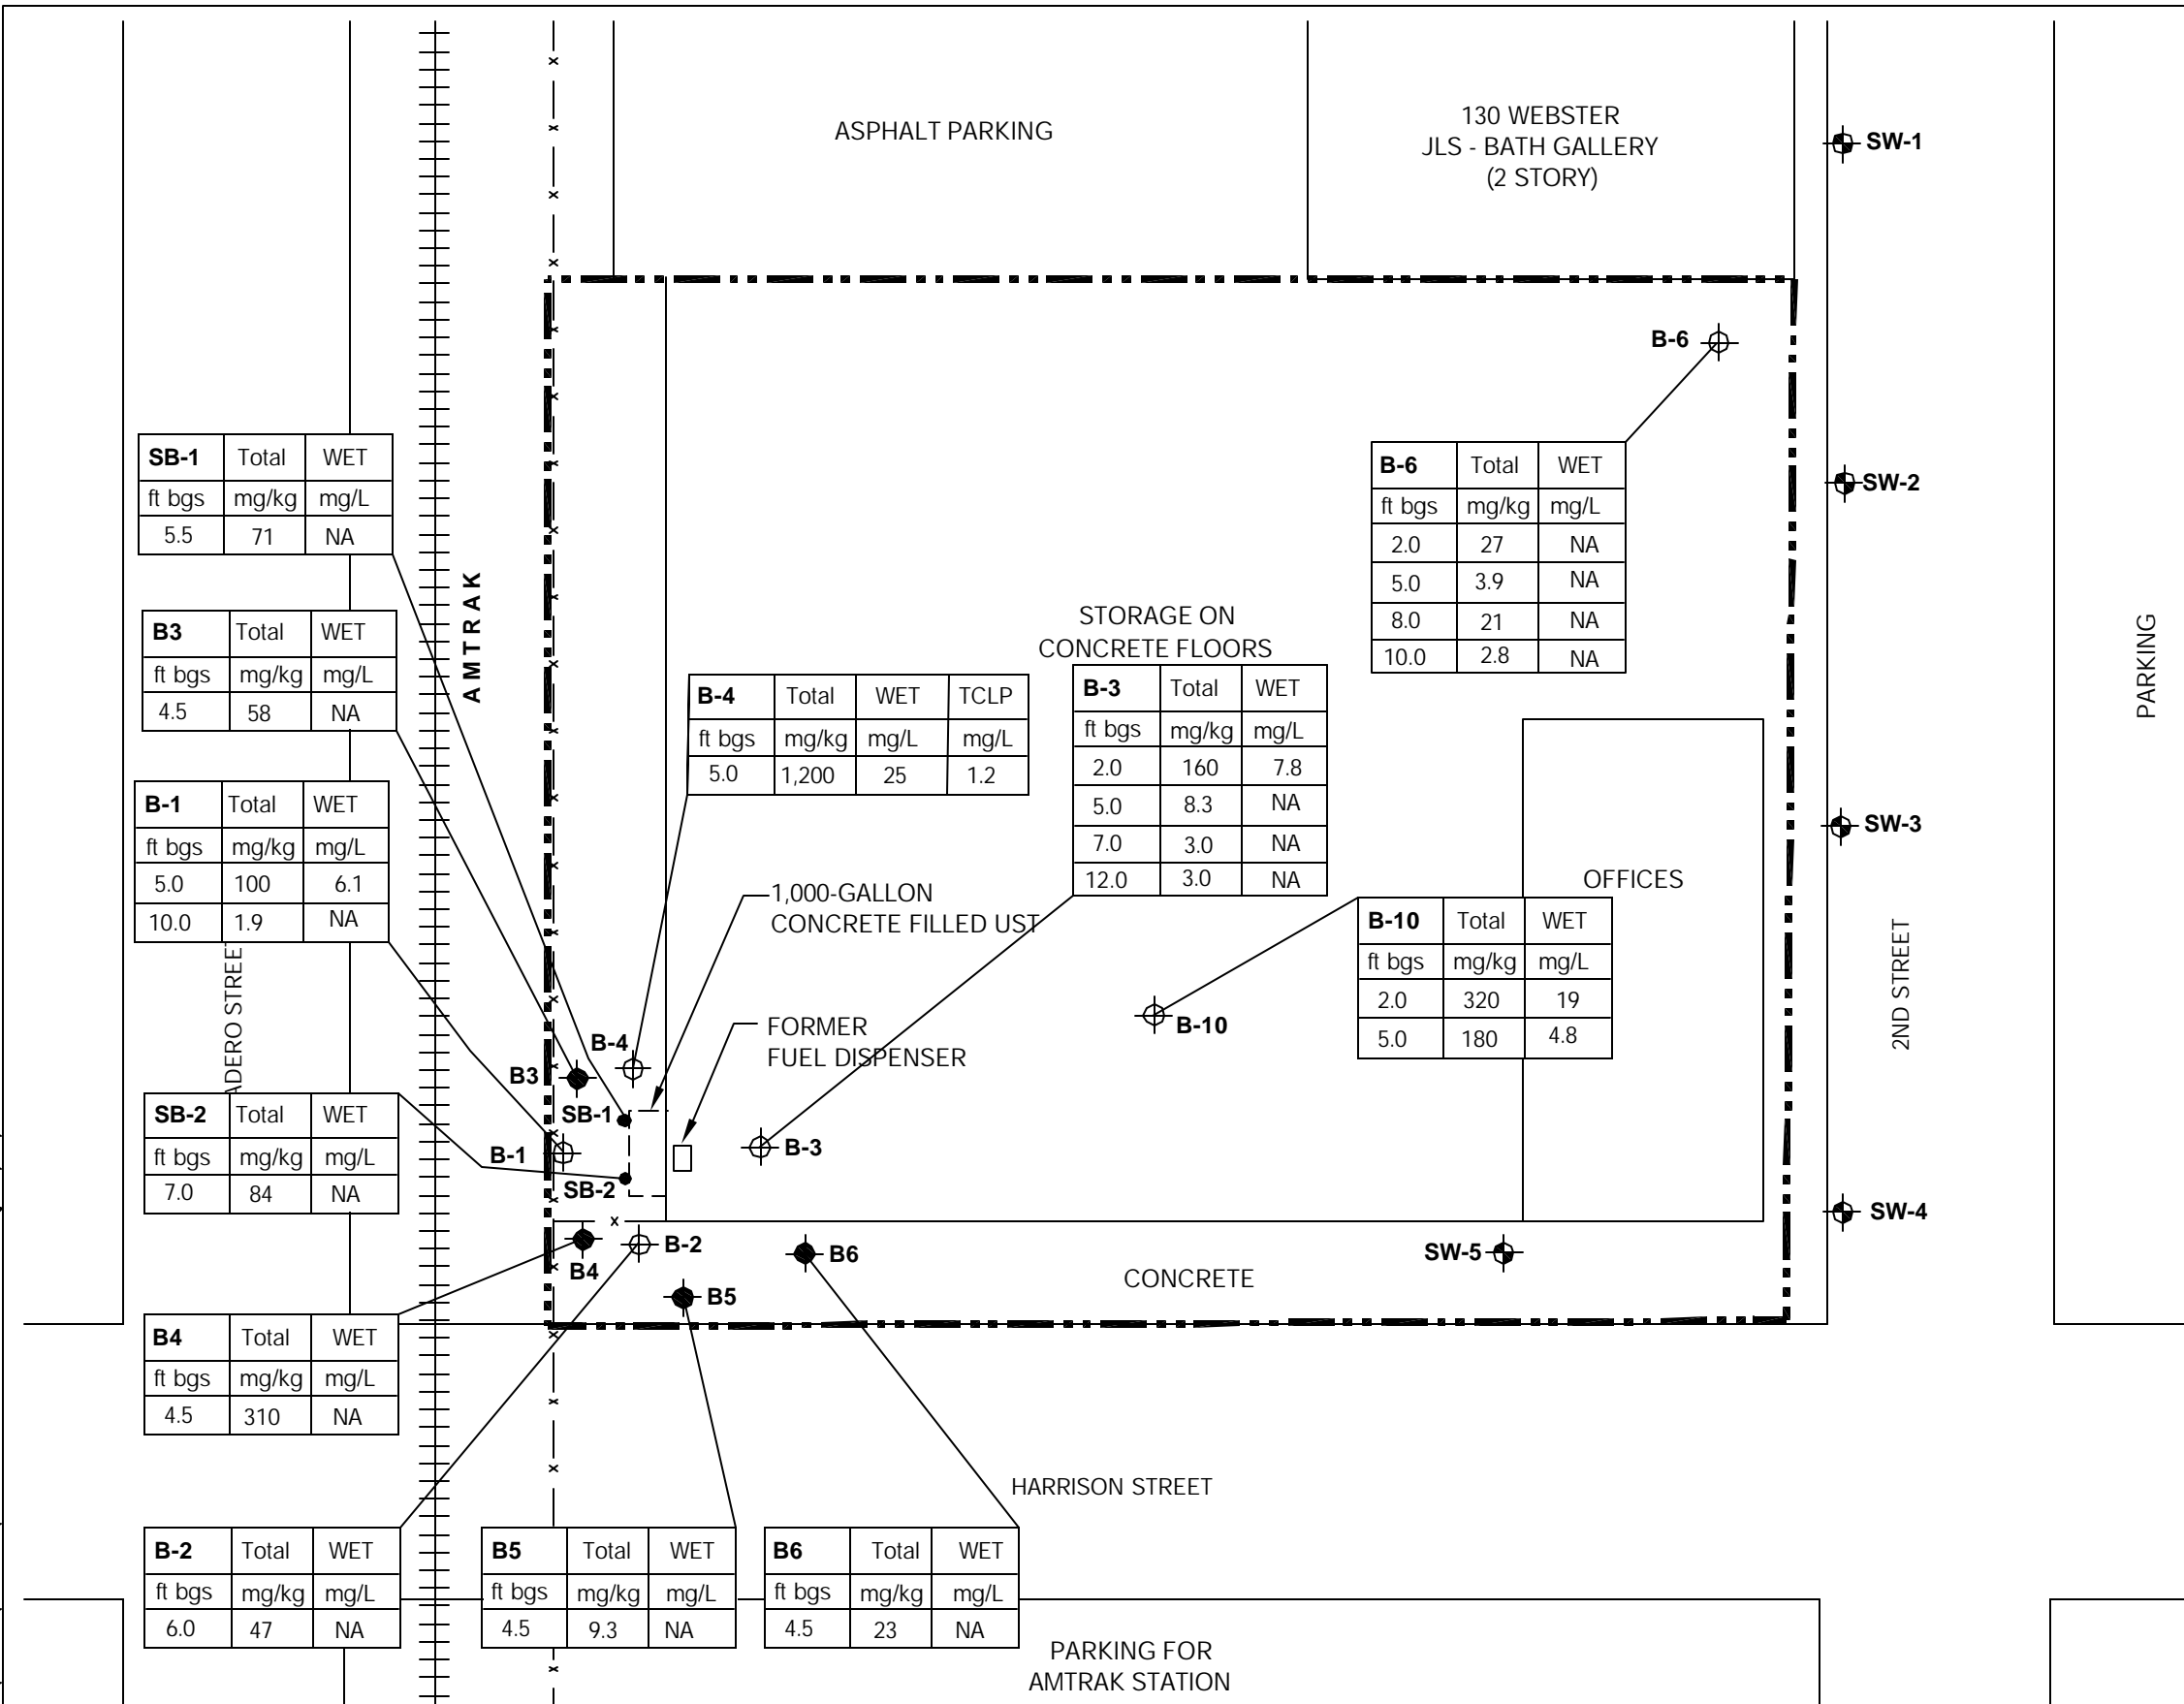 ASPHALT PARKING
130 WEBSTER
JLS - BATH GALLERY
(2 STORY)
SW-1
B-6
SW-2
SB-1 Total WET
ft bgs mg/kg mg/L
5.5 71 NA
B-6 Total WET
ft bgs mg/kg mg/L
2.0 27 NA
5.0 3.9 NA
8.0 21 NA
10.0 2.8 NA
AMTRAK
B3 Total WET
ft bgs mg/kg mg/L
4.5 58 NA
STORAGE ON
CONCRETE FLOORS
PARKING
B-4 Total WET TCLP
ft bgs mg/kg mg/L mg/L
5.0 1,200 25 1.2
B-3 Total WET
ft bgs mg/kg mg/L
2.0 160 7.8
5.0 8.3 NA
7.0 3.0 NA
12.0 3.0 NA
B-1 Total WET
ft bgs mg/kg mg/L
5.0 100 6.1
10.0 1.9 NA
SW-3
OFFICES
1,000-GALLON
CONCRETE FILLED UST
B-10 Total WET
ft bgs mg/kg mg/L
2.0 320 19
5.0 180 4.8
2ND STREET
ADERO STREET
FORMER
FUEL DISPENSER
B-10
B-4
B3
SB-1
B-1
B-3
SB-2
SB-2 Total WET
ft bgs mg/kg mg/L
7.0 84 NA
SW-4
x
B-2
B4
B6
B5
SW-5
CONCRETE
B4 Total WET
ft bgs mg/kg mg/L
4.5 310 NA
HARRISON STREET
B-2 Total WET
ft bgs mg/kg mg/L
6.0 47 NA
B5 Total WET
ft bgs mg/kg mg/L
4.5 9.3 NA
B6 Total WET
ft bgs mg/kg mg/L
4.5 23 NA
PARKING FOR
AMTRAK STATION